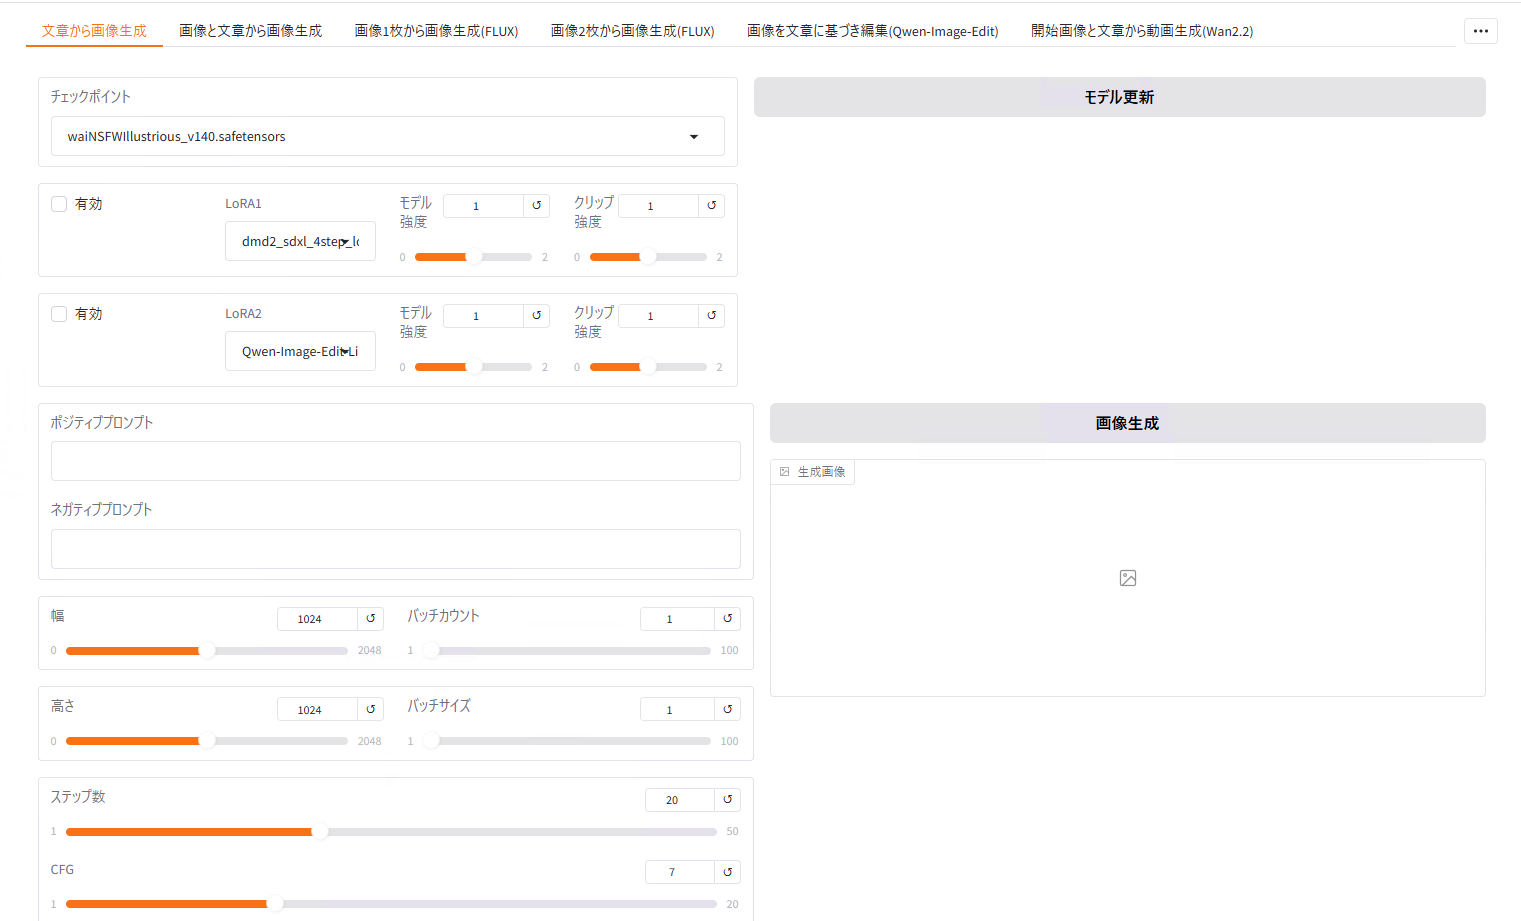 文章から画像生成
画像と文章から画像生成
画像1枚から画像生成(FLUX)
画像2枚から画像生成(FLUX)
画像を文章に基づき編集(Qwen-Image-Edit)
開始画像と文章から動画生成(Wan2.2)
チェックポイント
waiNSFWIllustrious_v140.safetensors
モデル更新
有効
LoRA1
dmd2_sdxl_4step_lo
モデル
強度
1
0
2
クリップ
強度
1
0
2
有効
LoRA2
Qwen-Image-Edit-Li
モデル
強度
1
0
2
クリップ
強度
1
0
2
ポジティブプロンプト
ネガティブプロンプト
画像生成
生成画像
幅
1024
0
2048
バッチカウント
1
1
100
高さ
1024
0
2048
バッチサイズ
1
1
100
ステップ数
20
1
50
CFG
7
1
20